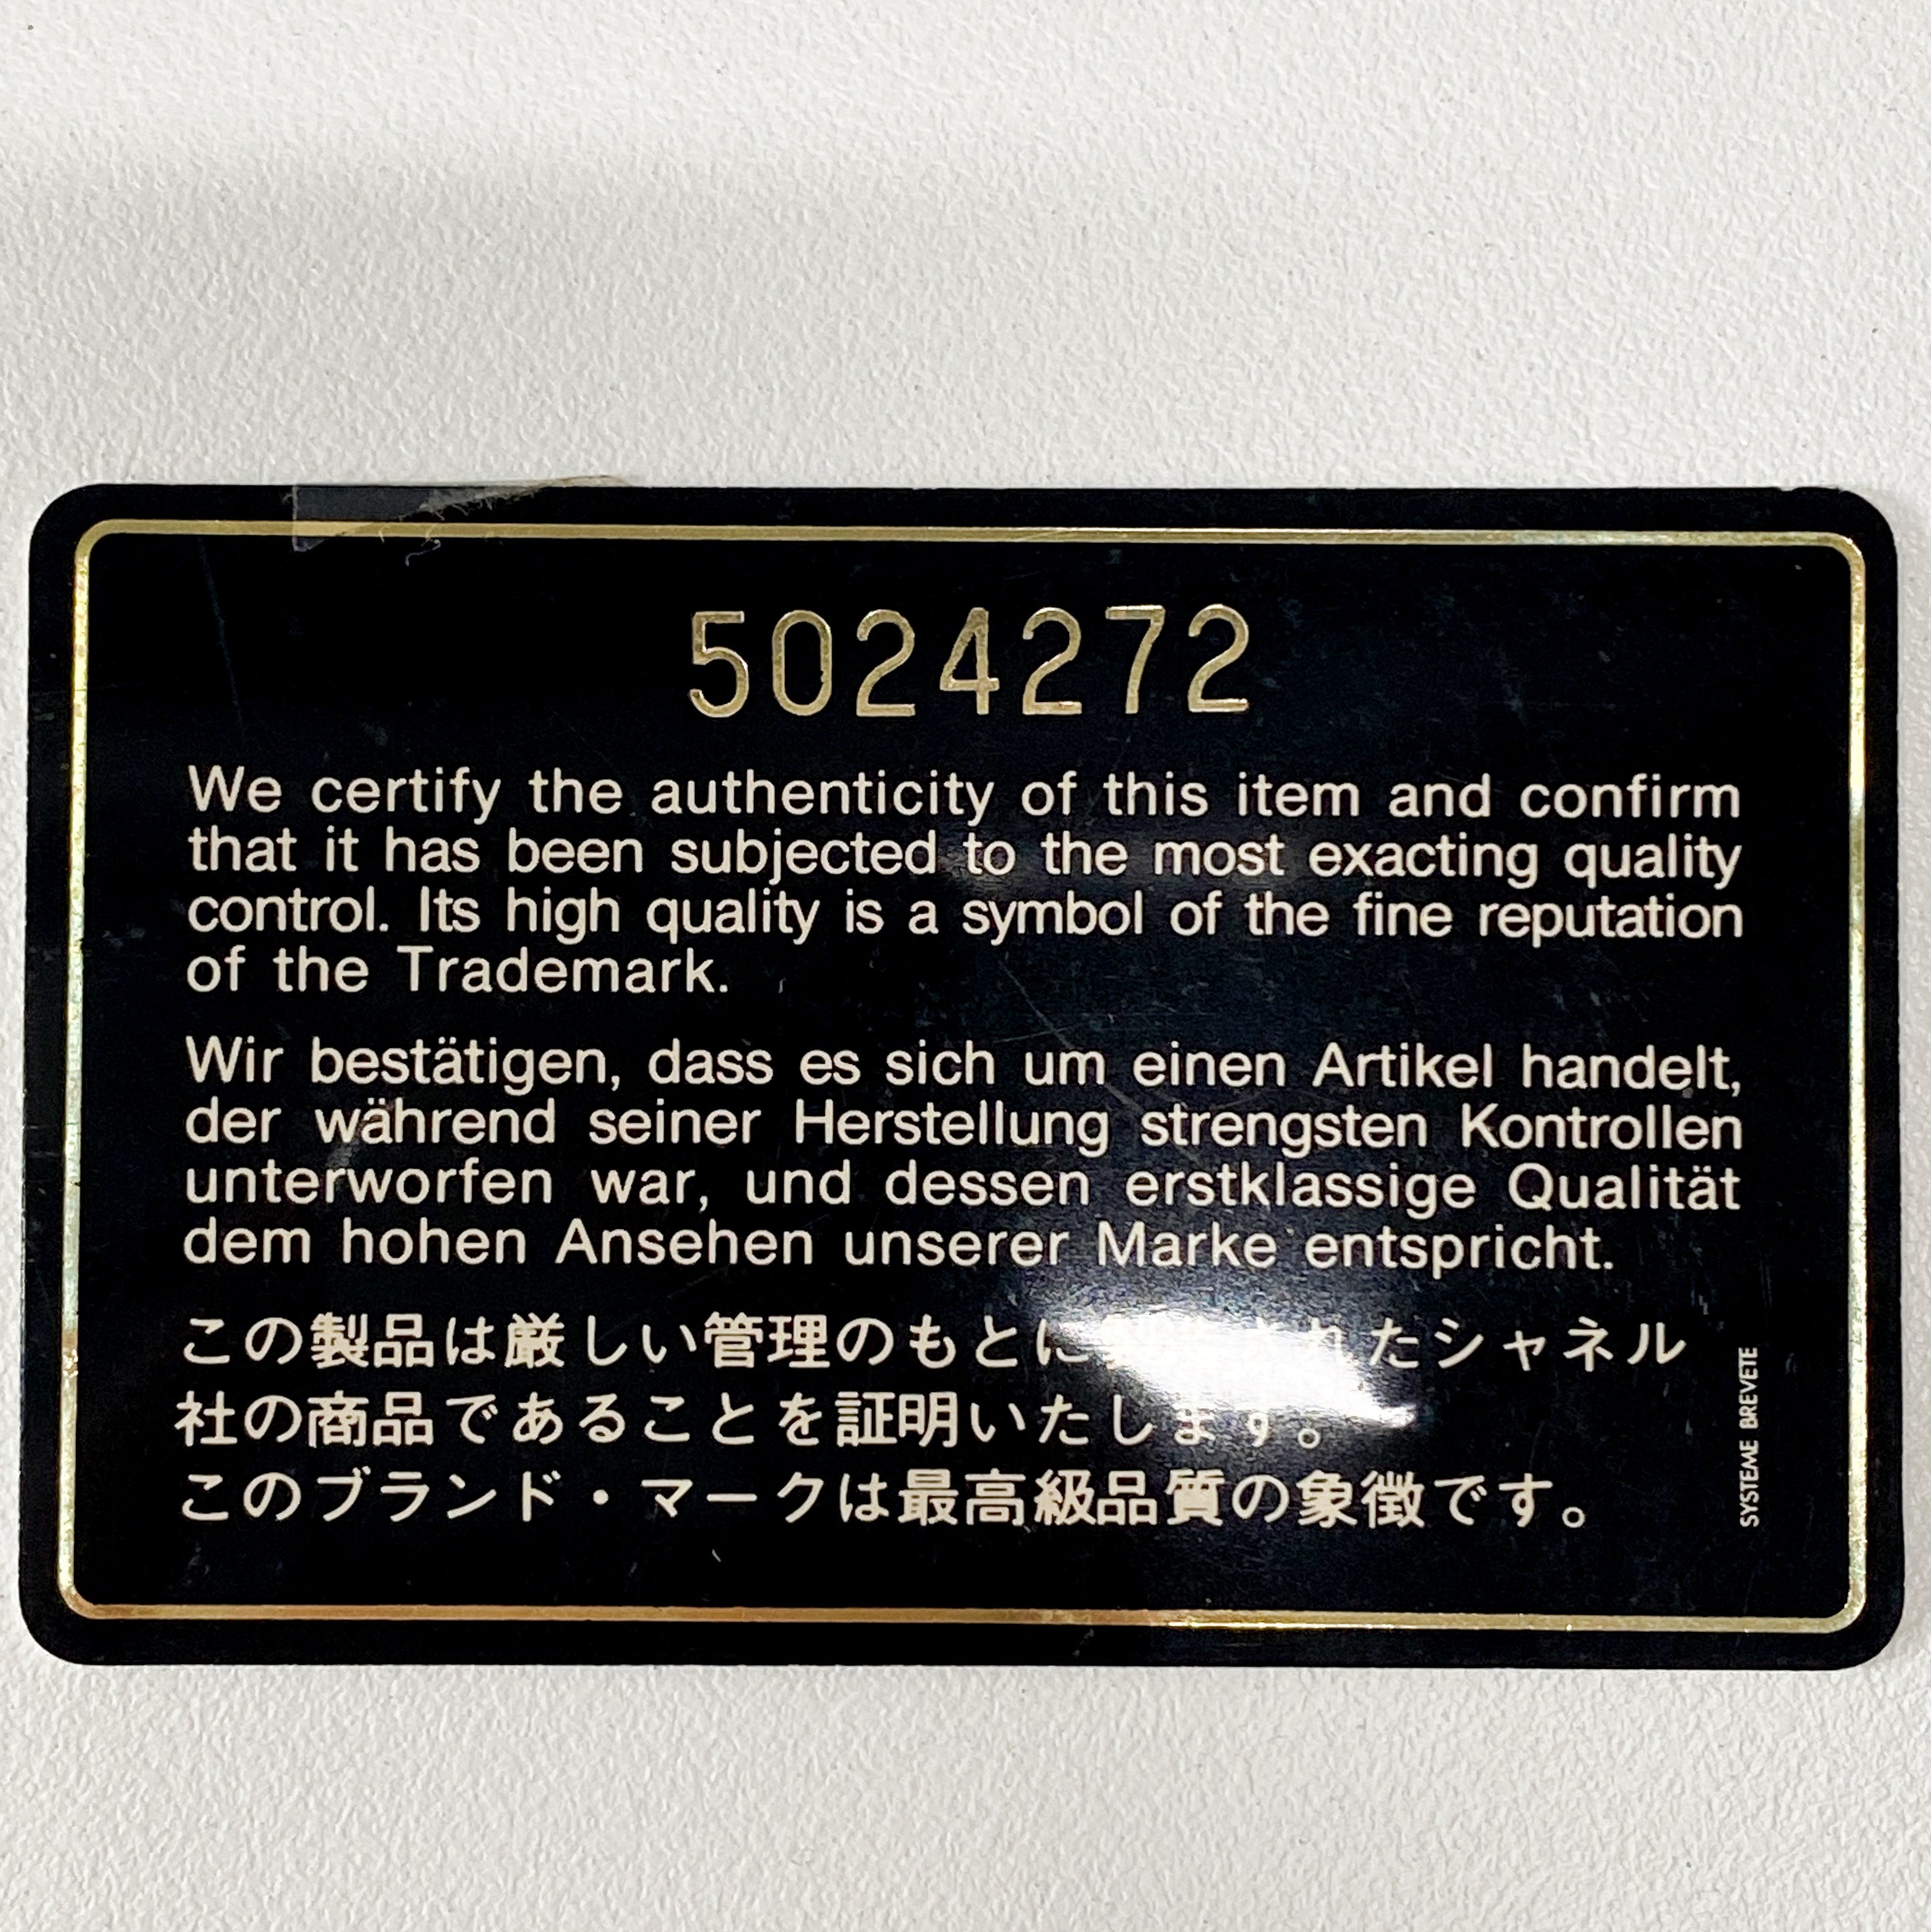 5024272
We certify the authenticity of this item and confirm
that it has been subjected to the most exacting quality
control. Its high quality is a symbol of the fine reputation
of the Trademark.
Wir bestätigen, dass es sich um einen Artikel handelt,
der während seiner Herstellung strengsten Kontrollen
unterworfen war, und dessen erstklassige Qualität
dem hohen Ansehen unserer Marke entspricht.
この製品は厳しい管理のもとに れたシャネル
社の商品であることを証明いたします。
このブランド・マークは最高級品質の象徴です。
SYSTEME BREVETE